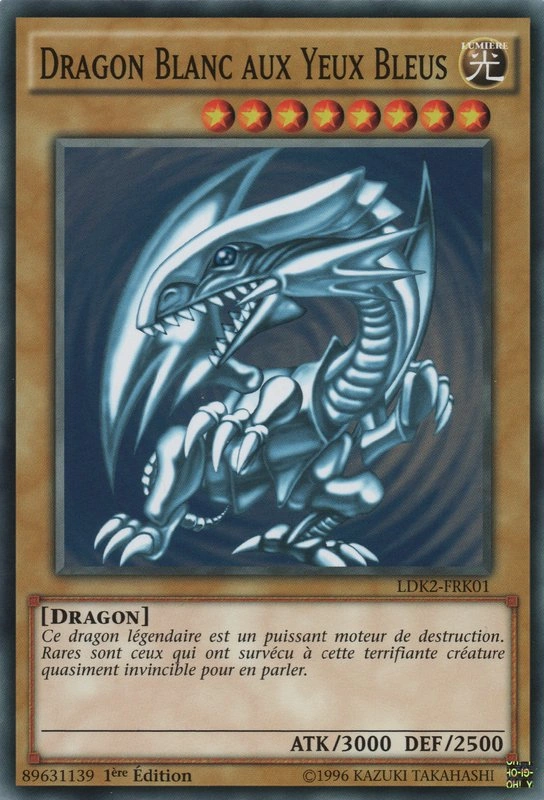 DRAGON BLANC AUX YEUX BLEUS
LUMIÈRE
光
LDK2-FRK01
[DRAGON]
Ce dragon légendaire est un puissant moteur de destruction.
Rares sont ceux qui ont survécu à cette terrifiante créature
quasiment invincible pour en parler.
ATK/3000 DEF/2500
89631139 1ère Édition
©1996 KAZUKI TAKAHASHI